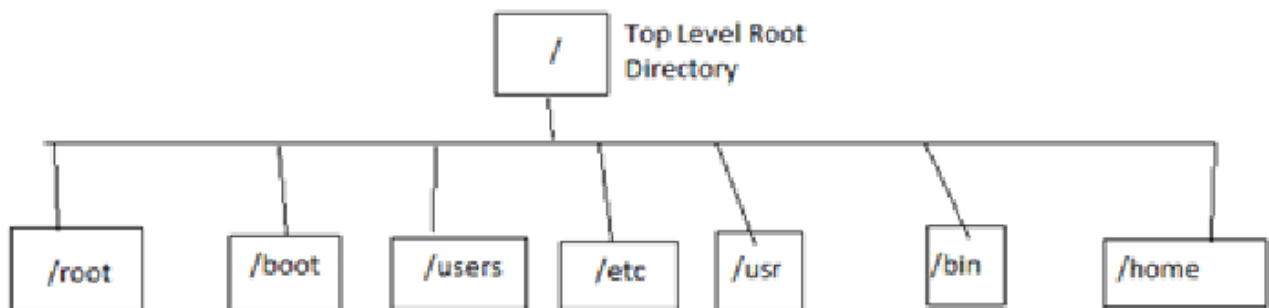 /
Top Level Root
Directory
/root
/boot
/users
/etc
/usr
/bin
/home